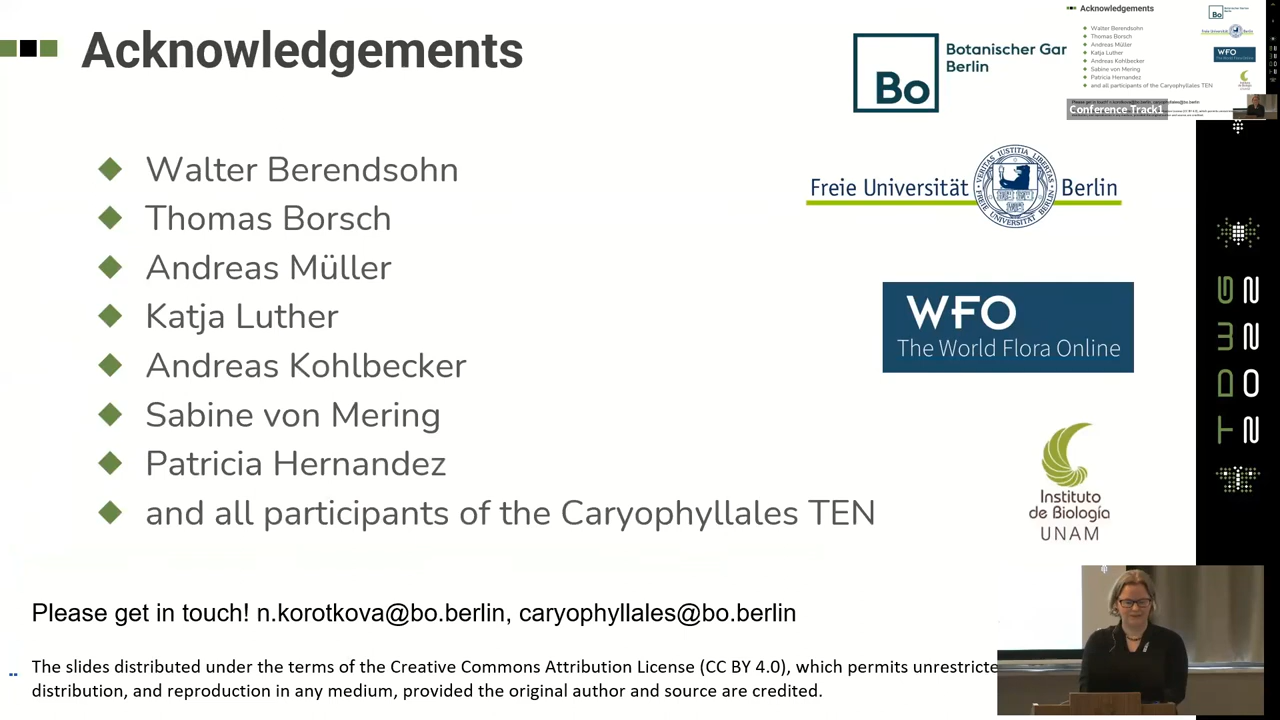 Acknowledgements
Walter Berendsohn
Thomas Borsch
Andreas Müller
Katja Luther
Andreas Kohlbecker
Sabine von Mering
Patricia Hernandez
and all participants of the Caryophyllales TEN
Please get in touch! n.korotkova@bo.berlin, caryophyllales@bo.berlin
The slides distributed under the terms of the Creative Commons Attribution License (CC BY 4.0), which permits unrestricte
distribution, and reproduction in any medium, provided the original author and source are credited.
Bo
Botanischer Gar
Berlin
Freie Universität Berlin
WFO
The World Flora Online
Instituto
de Biología
UNAM
Acknowledgements
Walter Berendsohn
Thomas Borsch
Andreas Müller
Katja Luther
Andreas Kohlbecker
Sabine von Mering
Patricia Hernandez
and all participants of the Caryophyllales TEN
Bo
WFO
Conference Track1